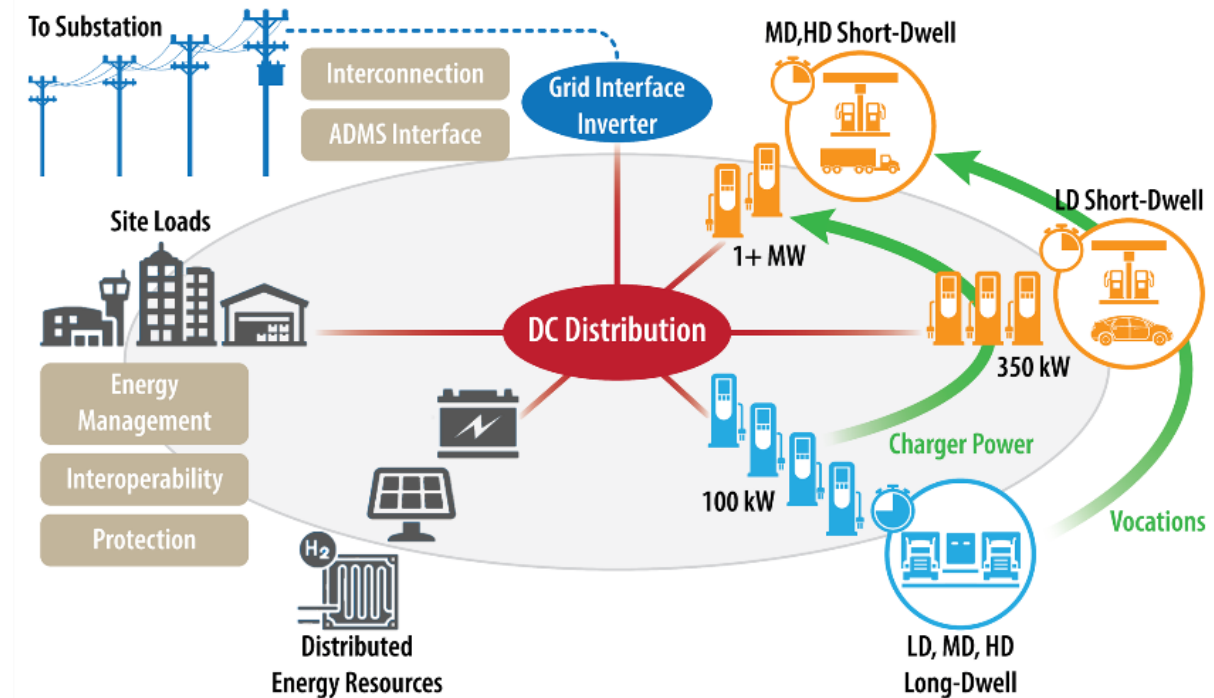 To Substation
Interconnection
ADMS Interface
Grid Interface
Inverter
MD,HD Short-Dwell
LD Short-Dwell
Site Loads
1+ MW
DC Distribution
350 kW
Energy
Management
Interoperability
Protection
Charger Power
100 kW
Vocations
H2
Distributed
Energy Resources
LD, MD, HD
Long-Dwell